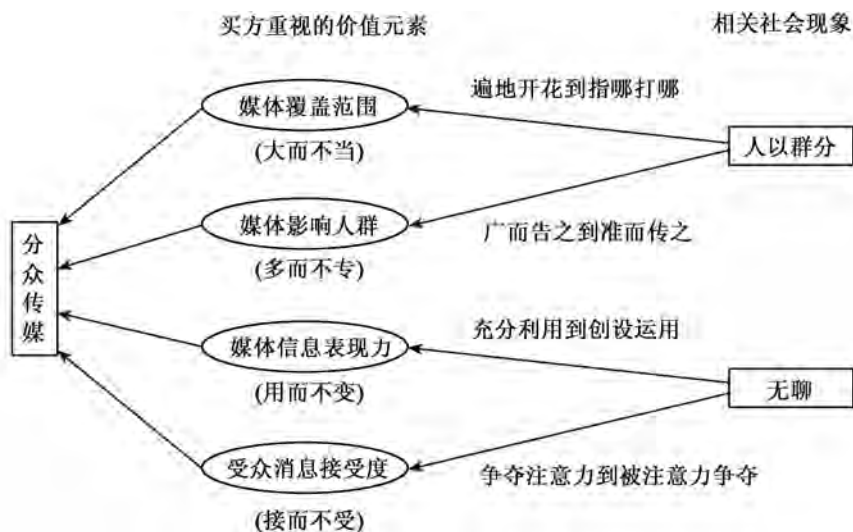 买方重视的价值元素
相关社会现象
媒体覆盖范围
(大而不当)
遍地开花到指哪打哪
人以群分
媒体影响人群
(多而不专)
广而告之到准而传之
分众传媒
媒体信息表现力
(用而不变)
充分利用到创设运用
无聊
受众消息接受度
(接而不受)
争夺注意力到被注意力争夺